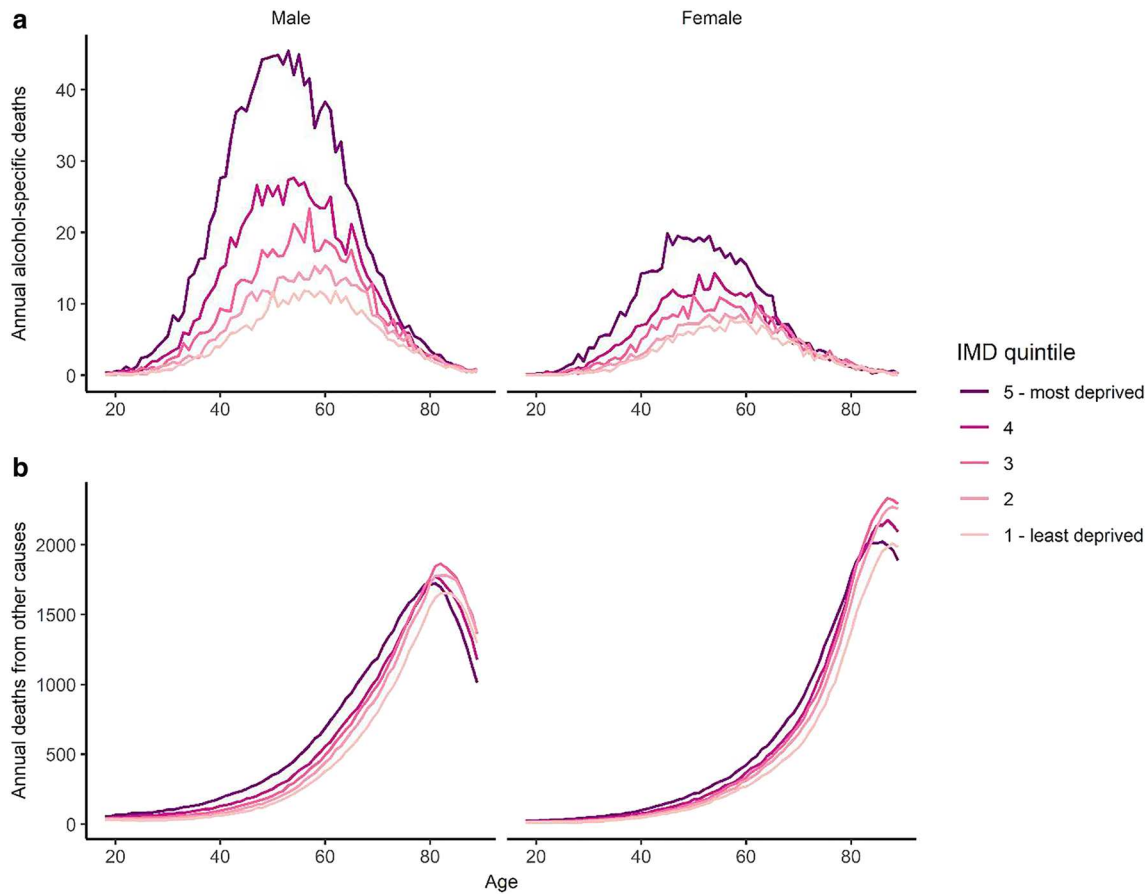 a
Male
Female
Annual alcohol-specific deaths
40
30
20
10
0
20
40
60
80
20
40
60
80
IMD quintile
5 - most deprived
4
3
2
1 - least deprived
b
Annual deaths from other causes
2000
1500
1000
500
0
20
40
60
80
20
40
60
80
Age